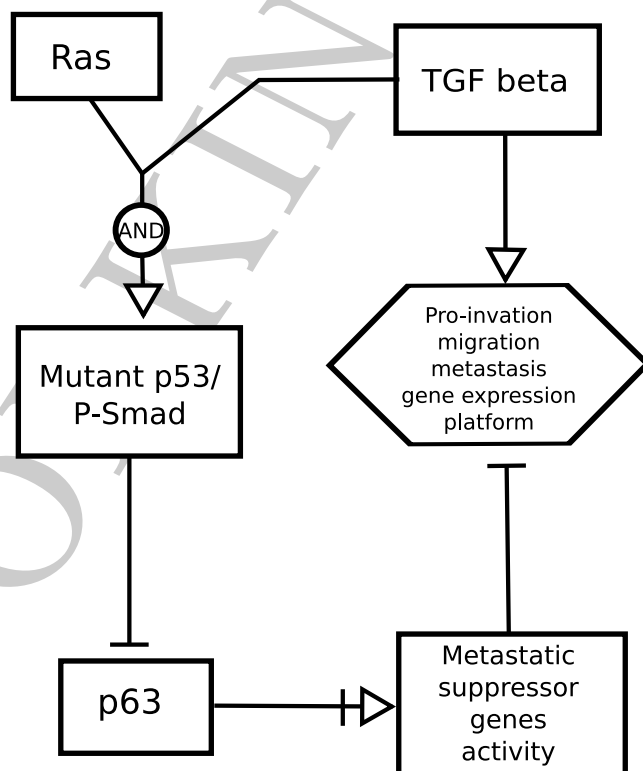 Ras
TGF beta
AND
Pro-invation
migration
metastasis
gene expression
platform
Mutant p53/
P-Smad
p63
Metastatic
suppressor
genes
activity